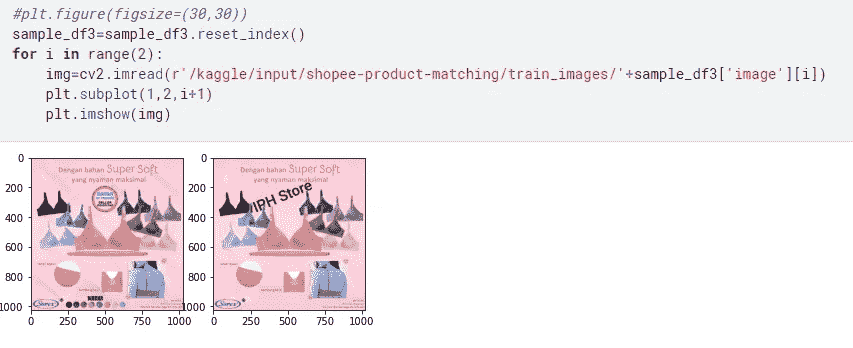 #plt.figure(figsize=(30,30))
sample_df3=sample_df3.reset_index()
for i in range(2):
    img=cv2.imread(r'/kaggle/input/shopee-product-matching/train_images/'+sample_df3['image'][i])
    plt.subplot(1,2,i+1)
    plt.imshow(img)
0
200
400
600
800
1000
0 250 500 750 1000
Dengan bahan Super Soft
yang nyaman maksimal
0
200
400
600
800
1000
0 250 500 750 1000
Dengan bahan Super Soft
yang nyaman maksimal
IPH Store